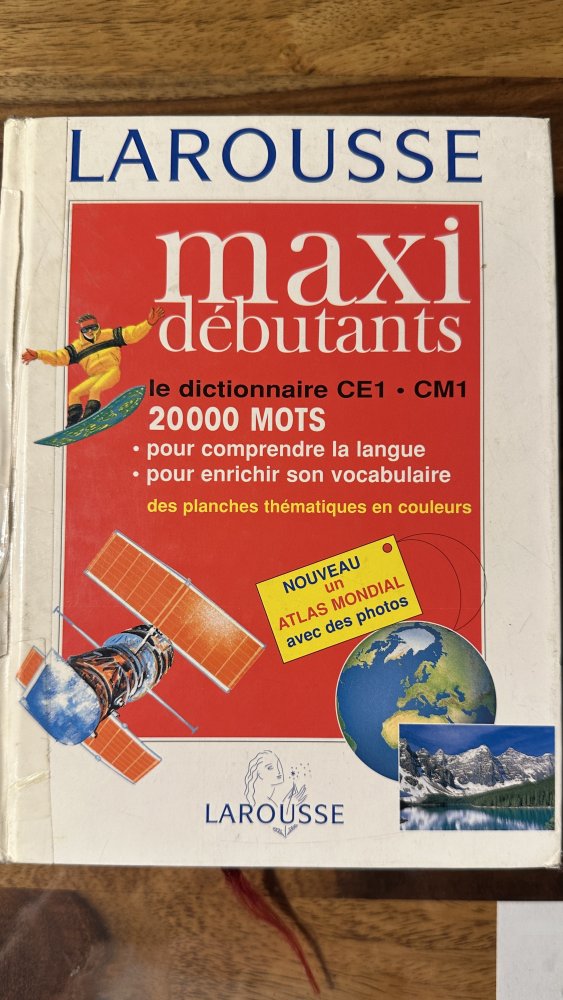 LAROUSSE
maxi
débutants
le dictionnaire CE1 • CM1
20000 MOTS
• pour comprendre la langue
• pour enrichir son vocabulaire
des planches thématiques en couleurs
NOUVEAU
un
ATLAS MONDIAL
avec des photos
LAROUSSE